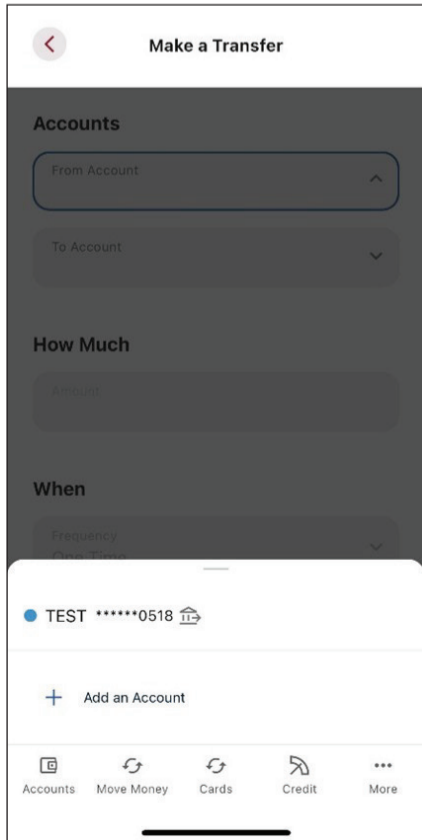 Make a Transfer
Accounts
From Account
To Account
How Much
Amount
When
Frequency
One Time
TEST ******0518
Add an Account
Accounts Move Money Cards Credit More